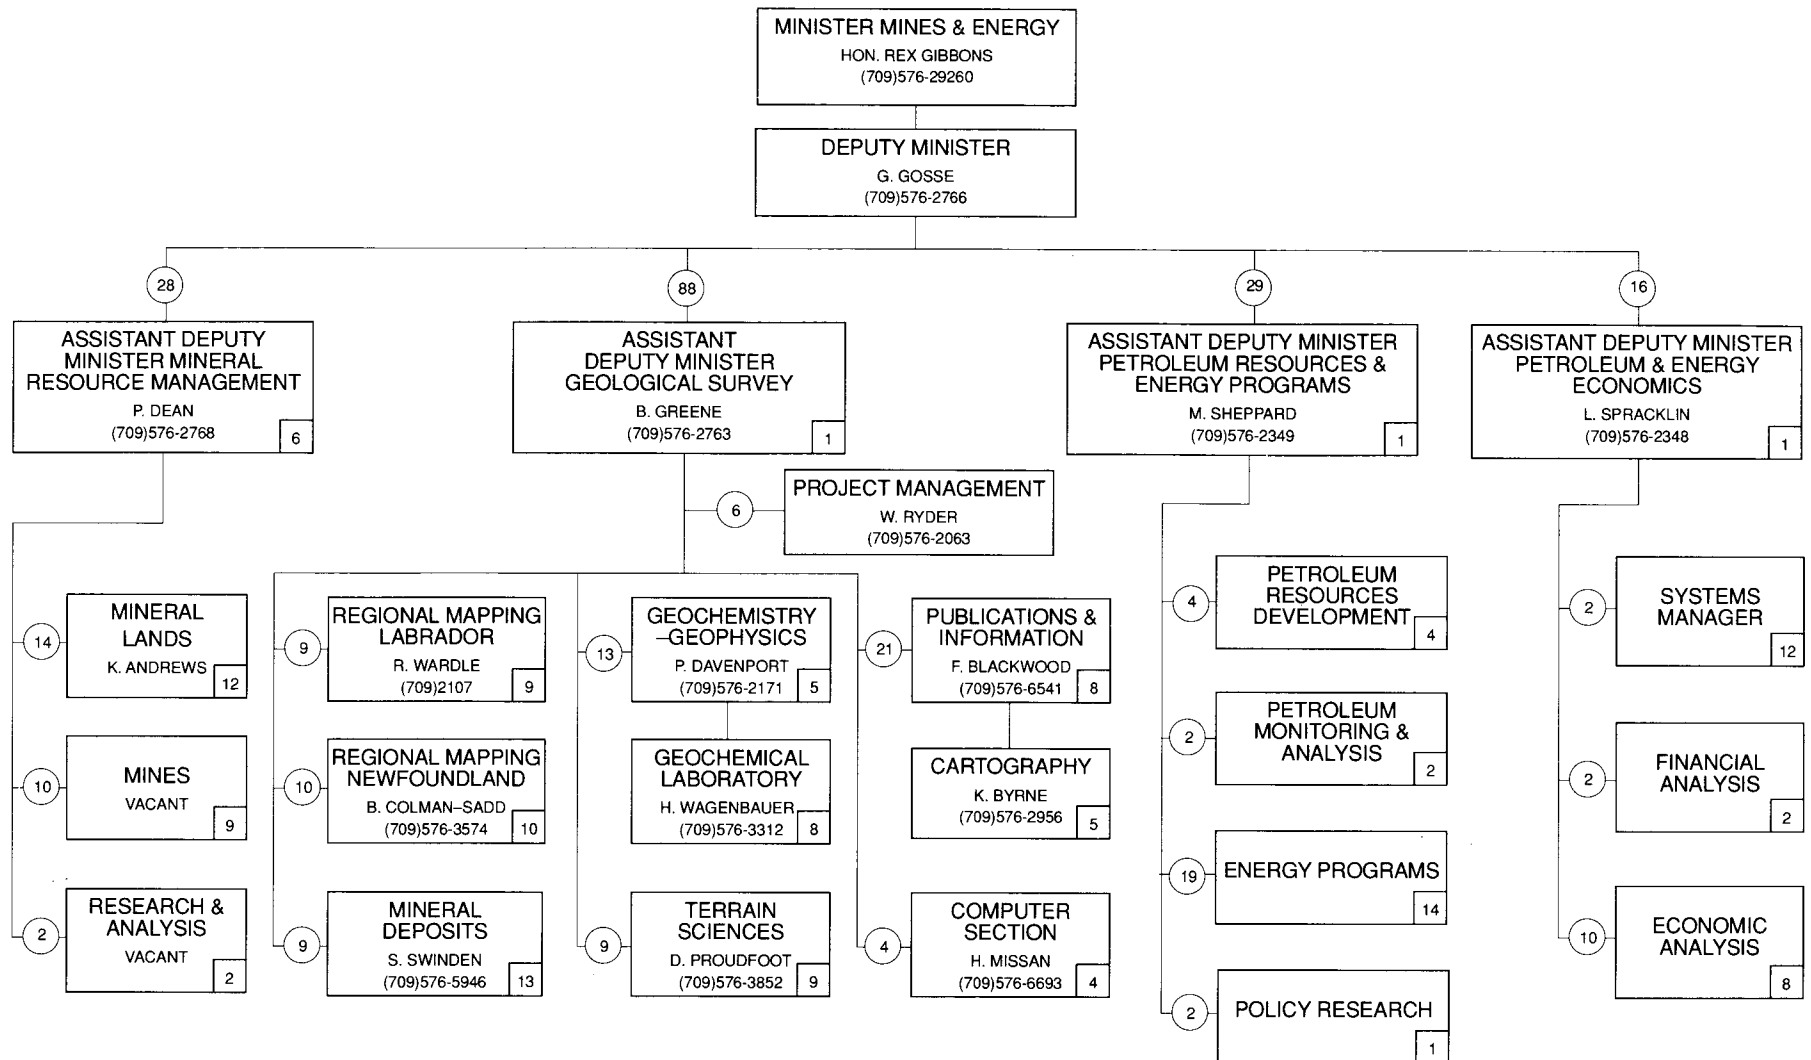 MINISTER MINES & ENERGY
HON. REX GIBBONS
(709)576-29260
DEPUTY MINISTER
G. GOSSE
(709)576-2766
28
88
29
16
ASSISTANT DEPUTY
MINISTER MINERAL
RESOURCE MANAGEMENT
P. DEAN
(709)576-2768
6
ASSISTANT
DEPUTY MINISTER
GEOLOGICAL SURVEY
B. GREENE
(709)576-2763
1
ASSISTANT DEPUTY MINISTER
PETROLEUM RESOURCES &
ENERGY PROGRAMS
M. SHEPPARD
(709)576-2349
1
ASSISTANT DEPUTY MINISTER
PETROLEUM & ENERGY
ECONOMICS
L. SPRACKLIN
(709)576-2348
1
6
PROJECT MANAGEMENT
W. RYDER
(709)576-2063
14
MINERAL
LANDS
K. ANDREWS
12
10
MINES
VACANT
9
2
RESEARCH &
ANALYSIS
VACANT
2
9
REGIONAL MAPPING
LABRADOR
R. WARDLE
(709)2107
9
10
REGIONAL MAPPING
NEWFOUNDLAND
B. COLMAN–SADD
(709)576-3574
10
9
MINERAL
DEPOSITS
S. SWINDEN
(709)576-5946
13
13
GEOCHEMISTRY
–GEOPHYSICS
P. DAVENPORT
(709)576-2171
5
GEOCHEMICAL
LABORATORY
H. WAGENBAUER
(709)576-3312
8
9
TERRAIN
SCIENCES
D. PROUDFOOT
(709)576-3852
9
21
PUBLICATIONS &
INFORMATION
F. BLACKWOOD
(709)576-6541
8
CARTOGRAPHY
K. BYRNE
(709)576-2956
5
4
COMPUTER
SECTION
H. MISSAN
(709)576-6693
4
4
PETROLEUM
RESOURCES
DEVELOPMENT
4
2
PETROLEUM
MONITORING &
ANALYSIS
2
19
ENERGY PROGRAMS
14
2
POLICY RESEARCH
1
2
SYSTEMS
MANAGER
12
2
FINANCIAL
ANALYSIS
2
10
ECONOMIC
ANALYSIS
8